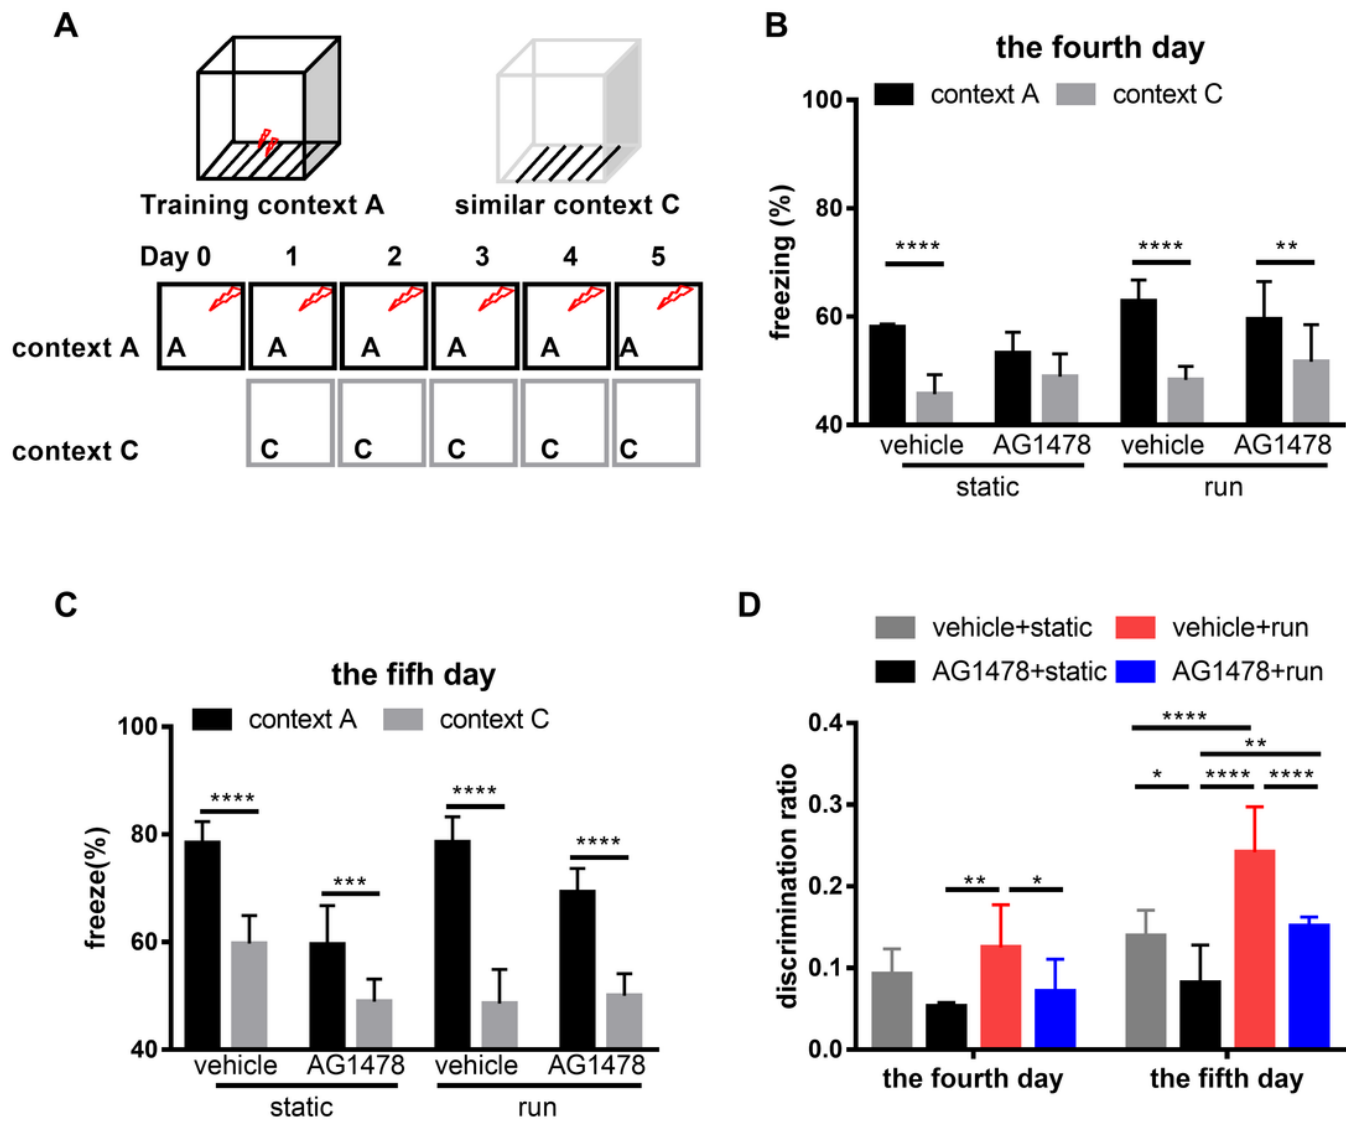 A
Training context A
similar context C
Day 0 1 2 3 4 5
context A A A A A A A
context C C C C C C
B
the fourth day
context A context C
freezing (%)
100
80
60
40
**** **** **
vehicle AG1478 vehicle AG1478
static run
C
the fifh day
context A context C
freeze(%)
100
80
60
40
**** *** **** ****
vehicle AG1478 vehicle AG1478
static run
D
vehicle+static vehicle+run
AG1478+static AG1478+run
discrimination ratio
0.4
0.3
0.2
0.1
0.0
****
**
* **** ****
** *
the fourth day the fifth day